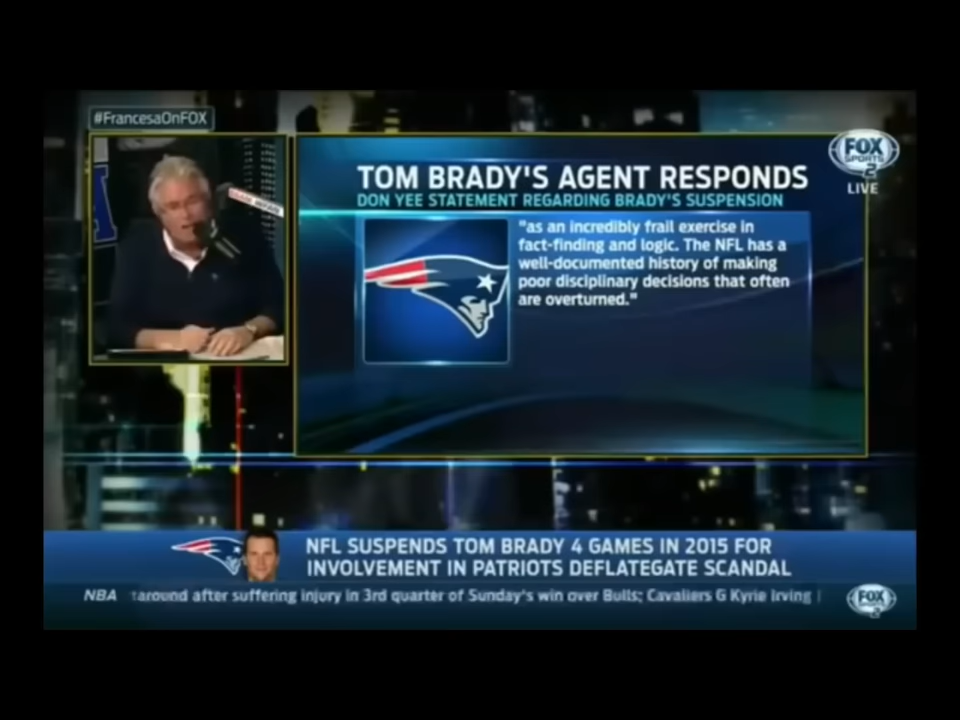 #FrancesaOnFOX
FOX
SPORTS
2
LIVE
TOM BRADY'S AGENT RESPONDS
DON YEE STATEMENT REGARDING BRADY'S SUSPENSION
"as an incredibly frail exercise in
fact-finding and logic. The NFL has a
well-documented history of making
poor disciplinary decisions that often
are overturned."
NFL SUSPENDS TOM BRADY 4 GAMES IN 2015 FOR
INVOLVEMENT IN PATRIOTS DEFLATEGATE SCANDAL
NBA taround after suffering injury in 3rd quarter of Sunday's win over Bulls; Cavaliers G Kyrie Irving
FOX
2